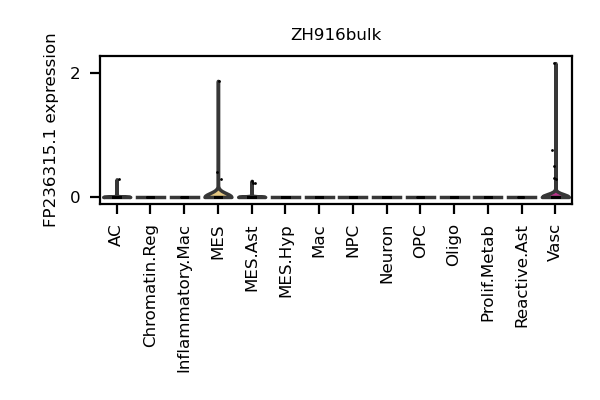 ZH916bulk
FP236315.1 expression
2
0
AC
Chromatin.Reg
Inflammatory.Mac
MES
MES.Ast
MES.Hyp
Mac
NPC
Neuron
OPC
Oligo
Prolif.Metab
Reactive.Ast
Vasc